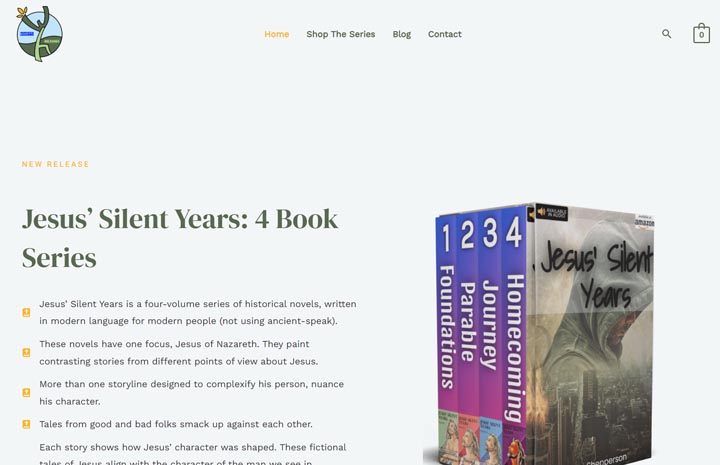 Home
Shop The Series
Blog
Contact
0
NEW RELEASE
Jesus’ Silent Years: 4 Book
Series
Jesus’ Silent Years is a four-volume series of historical novels, written
in modern language for modern people (not using ancient-speak).
These novels have one focus, Jesus of Nazareth. They paint
contrasting stories from different points of view about Jesus.
More than one storyline designed to complexify his person, nuance
his character.
Tales from good and bad folks smack up against each other.
Each story shows how Jesus’ character was shaped. These fictional
tales of Jesus align with the character of the man we see in
1 Foundations
2 Parable
3 Journey
4 Homecoming
AVAILABLE
IN AUDIO
amazon
Jesus' Silent
Years